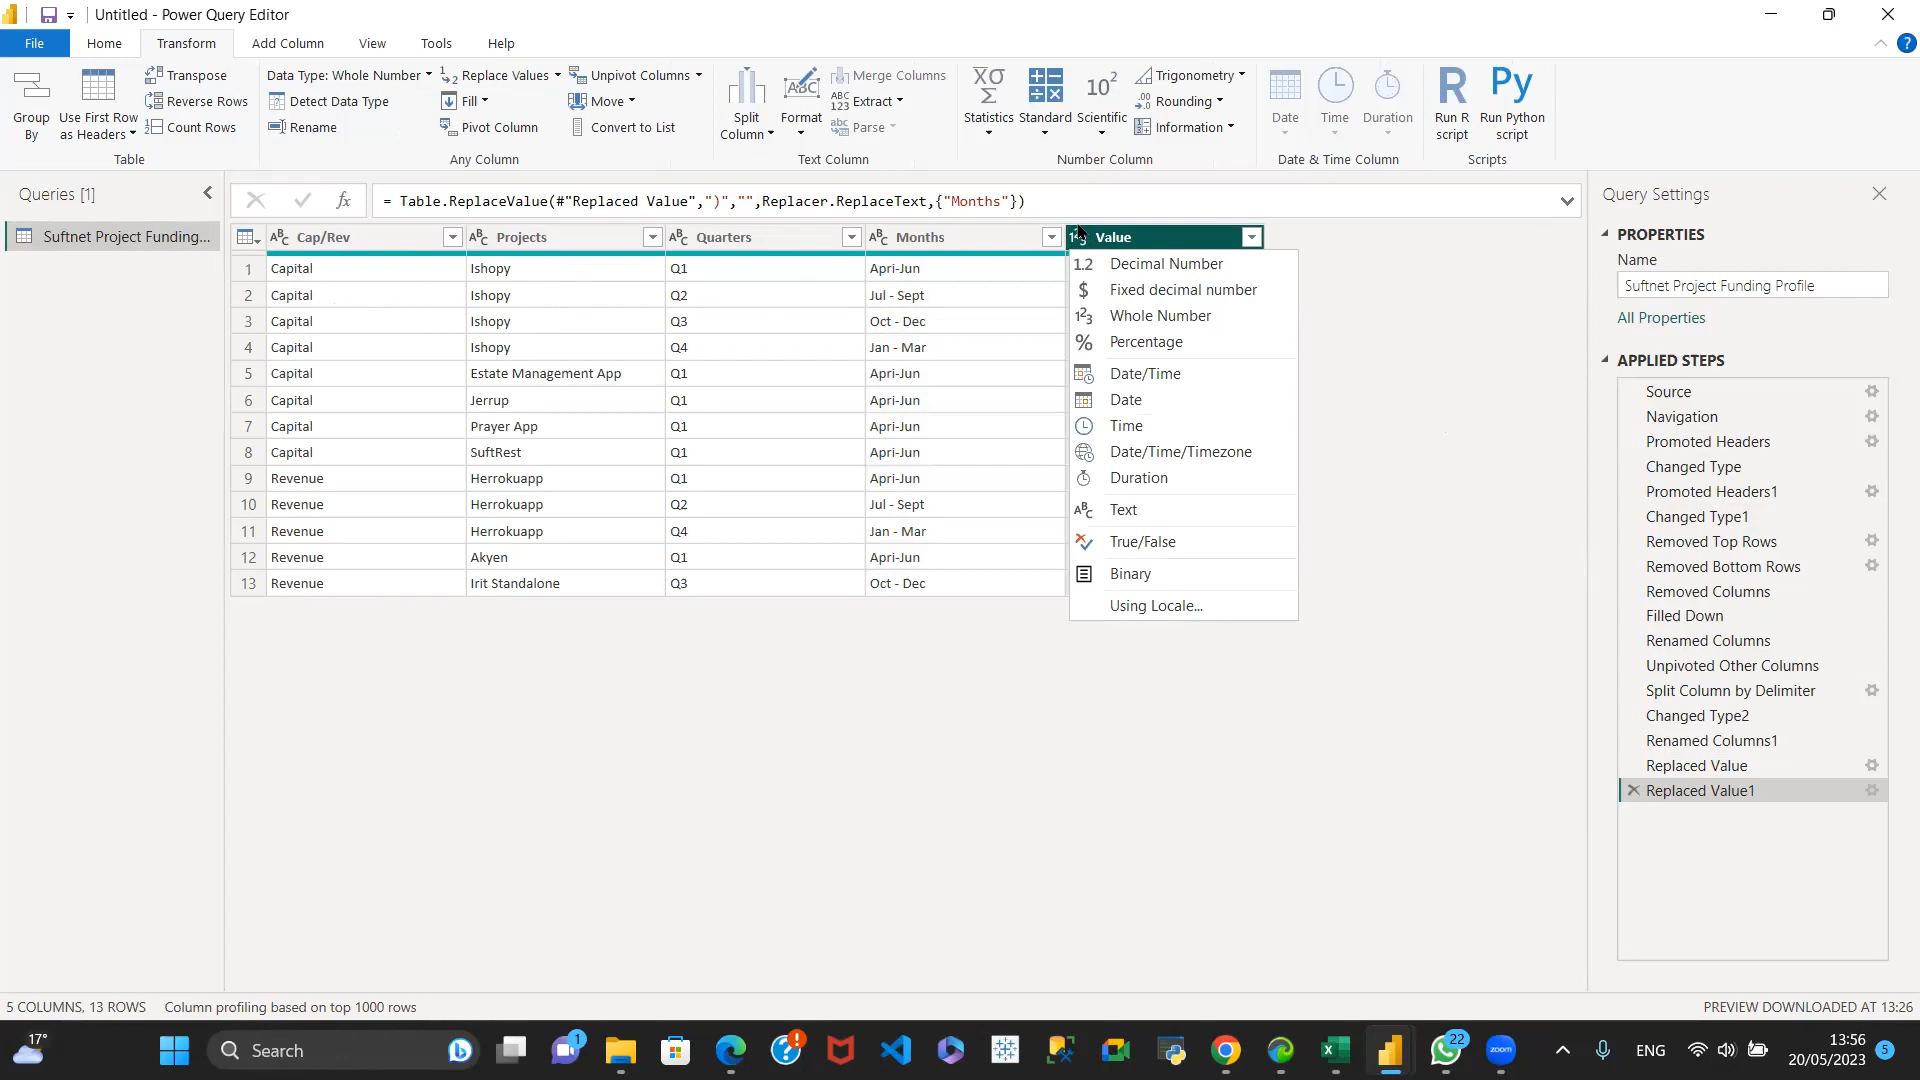 Untitled - Power Query Editor
File
Home
Transform
Add Column
View
Tools
Help
?
Group By
Use First Row as Headers
Transpose
Reverse Rows
Count Rows
Table
Data Type: Whole Number
Detect Data Type
Rename
Replace Values
Fill
Pivot Column
Unpivot Columns
Move
Convert to List
Any Column
Split Column
Format
Merge Columns
Extract
Parse
Text Column
Statistics
Standard
Scientific
Trigonometry
Rounding
Information
Number Column
Date
Time
Duration
Date & Time Column
Run R script
Run Python script
Scripts
Queries [1]
Suftnet Project Funding...
= Table.ReplaceValue(#"Replaced Value",")","",Replacer.ReplaceText,{"Months"})
Cap/Rev Projects Quarters Months Value
1 Capital Ishopy Q1 Apri-Jun
2 Capital Ishopy Q2 Jul - Sept
3 Capital Ishopy Q3 Oct - Dec
4 Capital Ishopy Q4 Jan - Mar
5 Capital Estate Management App Q1 Apri-Jun
6 Capital Jerrup Q1 Apri-Jun
7 Capital Prayer App Q1 Apri-Jun
8 Capital SuftRest Q1 Apri-Jun
9 Revenue Herrokuapp Q1 Apri-Jun
10 Revenue Herrokuapp Q2 Jul - Sept
11 Revenue Herrokuapp Q4 Jan - Mar
12 Revenue Akyen Q1 Apri-Jun
13 Revenue Irit Standalone Q3 Oct - Dec
1.2 Decimal Number
$ Fixed decimal number
123 Whole Number
% Percentage
Date/Time
Date
Time
Date/Time/Timezone
Duration
ABC Text
True/False
Binary
Using Locale...
Query Settings
PROPERTIES
Name
Suftnet Project Funding Profile
All Properties
APPLIED STEPS
Source
Navigation
Promoted Headers
Changed Type
Promoted Headers1
Changed Type1
Removed Top Rows
Removed Bottom Rows
Removed Columns
Filled Down
Renamed Columns
Unpivoted Other Columns
Split Column by Delimiter
Changed Type2
Renamed Columns1
Replaced Value
Replaced Value1
5 COLUMNS, 13 ROWS
Column profiling based on top 1000 rows
PREVIEW DOWNLOADED AT 13:26
17°
Search
1
22
zoom
ENG
13:56
20/05/2023
5